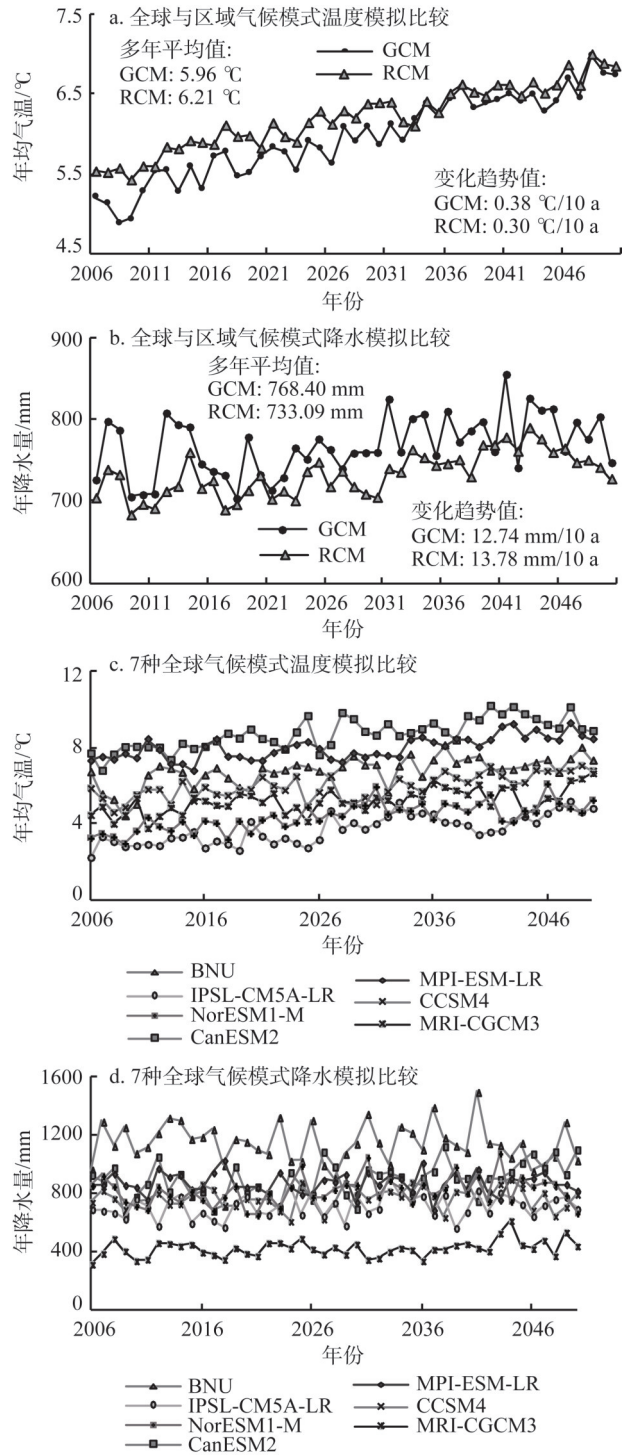 a. 全球与区域气候模式温度模拟比较
多年平均值:
GCM: 5.96 ℃
RCM: 6.21 ℃
GCM
RCM
变化趋势值:
GCM: 0.38 ℃/10 a
RCM: 0.30 ℃/10 a
年均气温/℃
7.5
6.5
5.5
4.5
2006 2011 2016 2021 2026 2031 2036 2041 2046
年份
b. 全球与区域气候模式降水模拟比较
多年平均值:
GCM: 768.40 mm
RCM: 733.09 mm
GCM
RCM
变化趋势值:
GCM: 12.74 mm/10 a
RCM: 13.78 mm/10 a
年降水量/mm
900
800
700
600
2006 2011 2016 2021 2026 2031 2036 2041 2046
年份
c. 7种全球气候模式温度模拟比较
年均气温/℃
12
8
4
0
2006 2016 2026 2036 2046
年份
BNU
IPSL-CM5A-LR
NorESM1-M
CanESM2
MPI-ESM-LR
CCSM4
MRI-CGCM3
d. 7种全球气候模式降水模拟比较
年降水量/mm
1600
1200
800
400
0
2006 2016 2026 2036 2046
年份
BNU
IPSL-CM5A-LR
NorESM1-M
CanESM2
MPI-ESM-LR
CCSM4
MRI-CGCM3